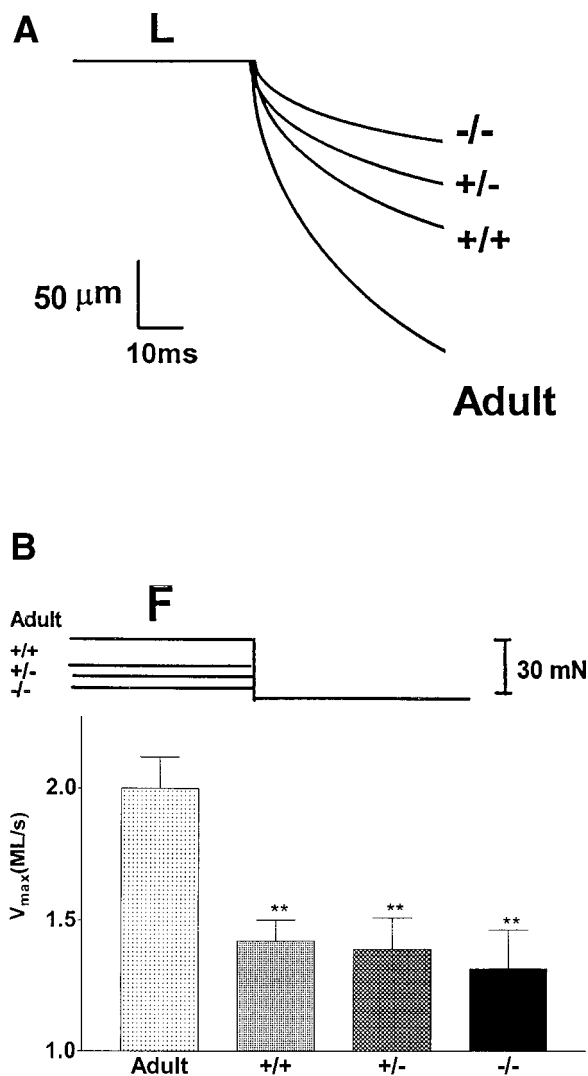 A
L
-/-
+/-
+/+
50 μm
10ms
Adult
B
F
Adult
+/+
+/-
-/-
30 mN
Vmax(ML/s)
2.0
1.5
1.0
**
**
**
Adult
+/+
+/-
-/-